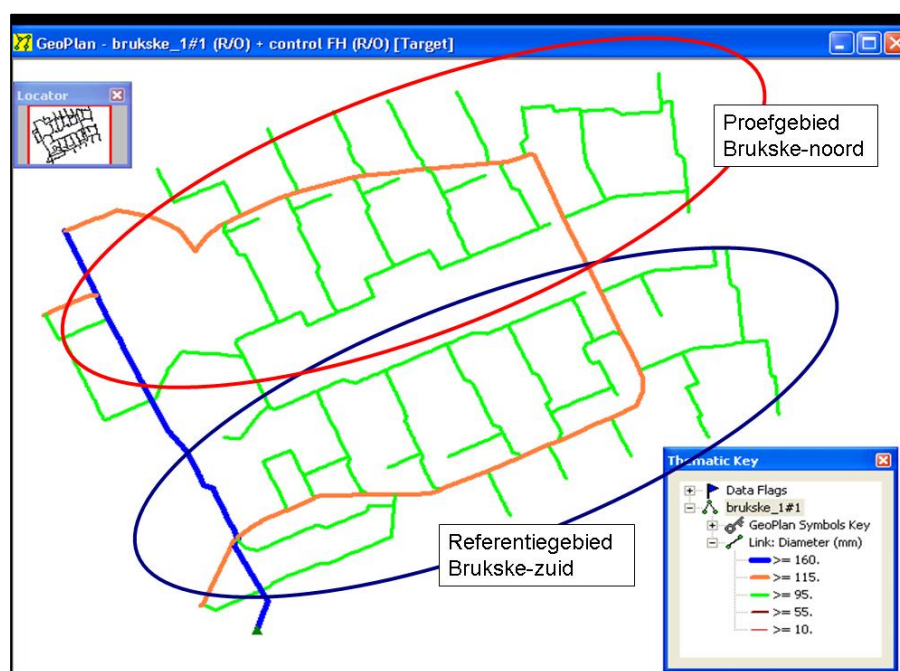 GeoPlan - brukske_1#1 (R/O) + control FH (R/O) [Target]
Locator
Proefgebied
Brukske-noord
Referentiegebied
Brukske-zuid
Thematic Key
Data Flags
brukske_1#1
GeoPlan Symbols Key
Link: Diameter (mm)
>= 160.
>= 115.
>= 95.
>= 55.
>= 10.